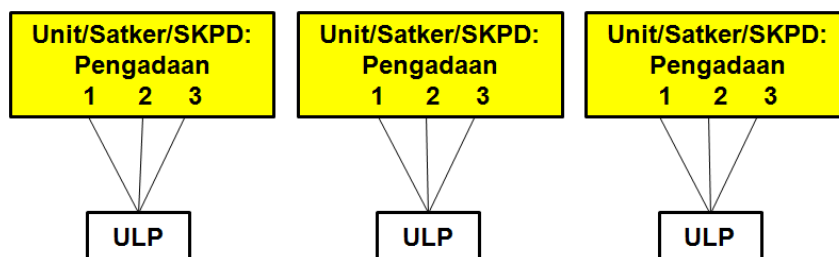 Unit/Satker/SKPD:
Pengadaan
1 2 3
Unit/Satker/SKPD:
Pengadaan
1 2 3
Unit/Satker/SKPD:
Pengadaan
1 2 3
ULP
ULP
ULP